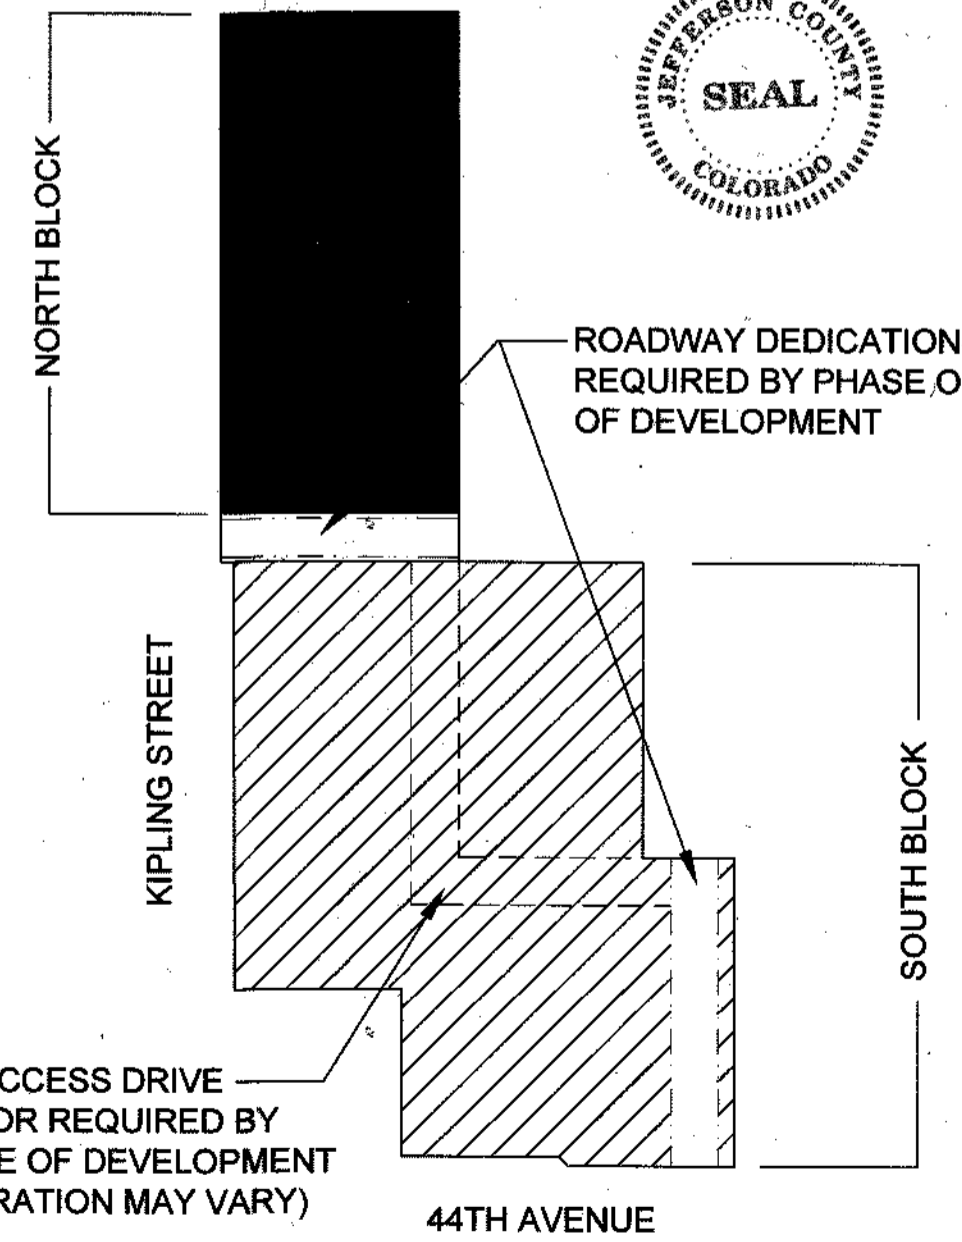 JEFFERSON COUNTY
SEAL
COLORADO
NORTH BLOCK
ROADWAY DEDICATION
REQUIRED BY PHASE O
OF DEVELOPMENT
KIPLING STREET
SOUTH BLOCK
CCESS DRIVE
OR REQUIRED BY
E OF DEVELOPMENT
RATION MAY VARY)
44TH AVENUE